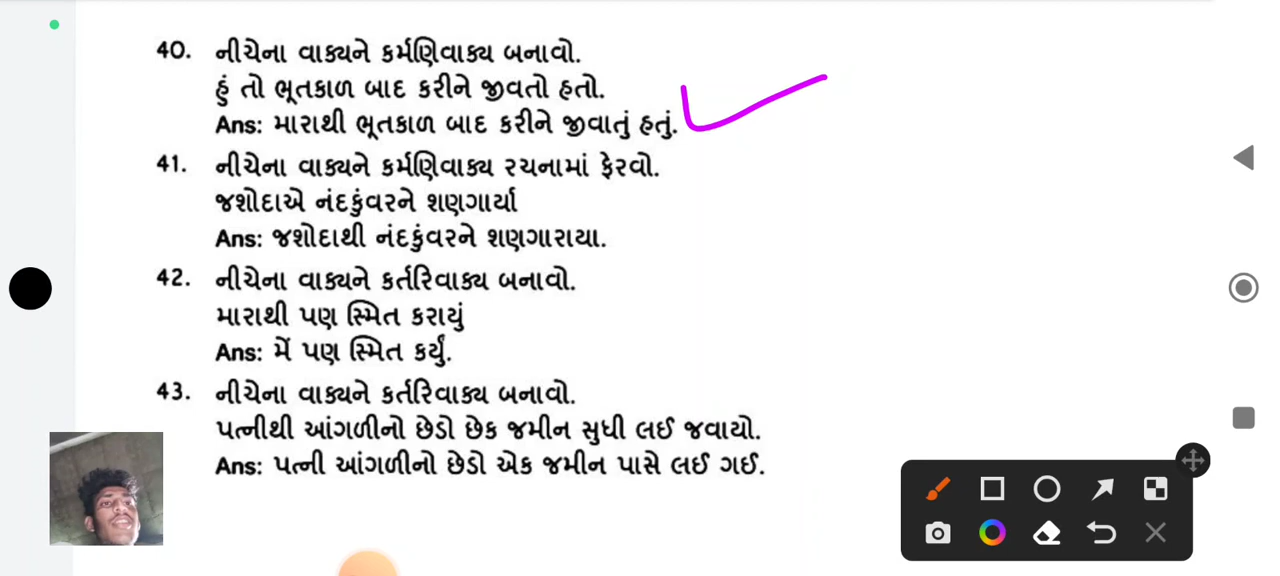 40. નીચેના વાક્યને કર્મણિવાક્ય બનાવો.
હું તો ભૂતકાળ બાદ કરીને જીવતો હતો.
Ans: મારાથી ભૂતકાળ બાદ કરીને જીવાતું હતું.
41. નીચેના વાક્યને કર્મણિવાક્ય રચનામાં ફેરવો.
જશોદાએ નંદકુંવરને શણગાર્યા
Ans: જશોદાથી નંદકુંવરને શણગારાયા.
42. નીચેના વાક્યને કર્તરિવાક્ય બનાવો.
મારાથી પણ સ્મિત કરાયું
Ans: મેં પણ સ્મિત કર્યું.
43. નીચેના વાક્યને કર્તરિવાક્ય બનાવો.
પત્નીથી આંગળીનો છેડો છેક જમીન સુધી લઈ જવાયો.
Ans: પત્ની આંગળીનો છેડો એક જમીન પાસે લઈ ગઈ.